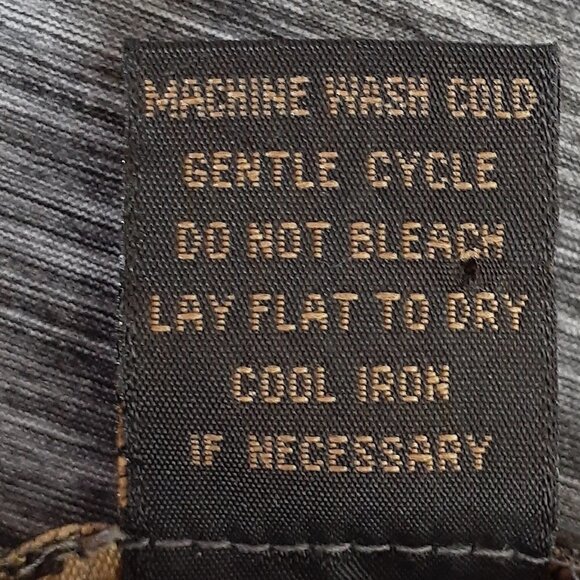 MACHINE WASH COLD
GENTLE CYCLE
DO NOT BLEACH
LAY FLAT TO DRY
COOL IRON
IF NECESSARY